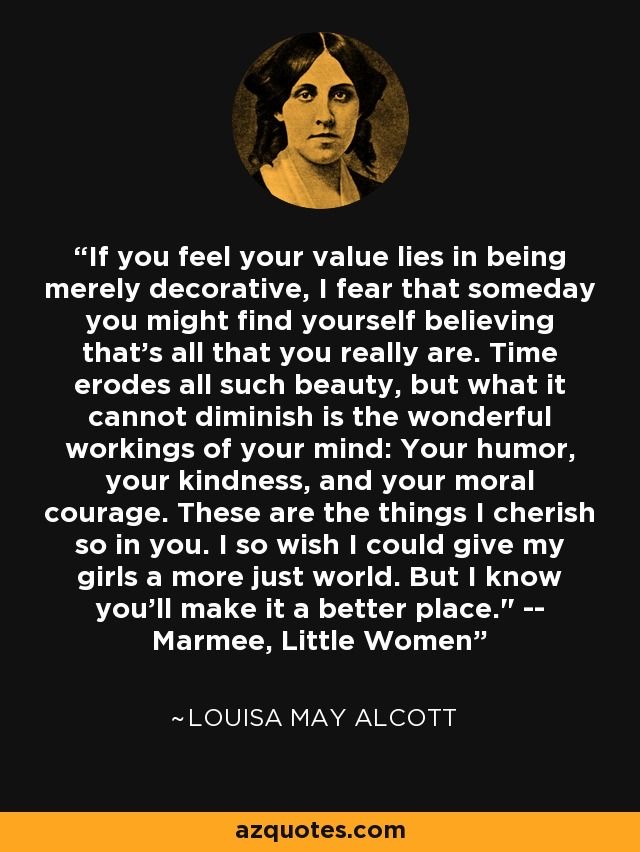 “If you feel your value lies in being
merely decorative, I fear that someday
you might find yourself believing
that’s all that you really are. Time
erodes all such beauty, but what it
cannot diminish is the wonderful
workings of your mind: Your humor,
your kindness, and your moral
courage. These are the things I cherish
so in you. I so wish I could give my
girls a more just world. But I know
you’ll make it a better place." --
Marmee, Little Women”
~LOUISA MAY ALCOTT
azquotes.com